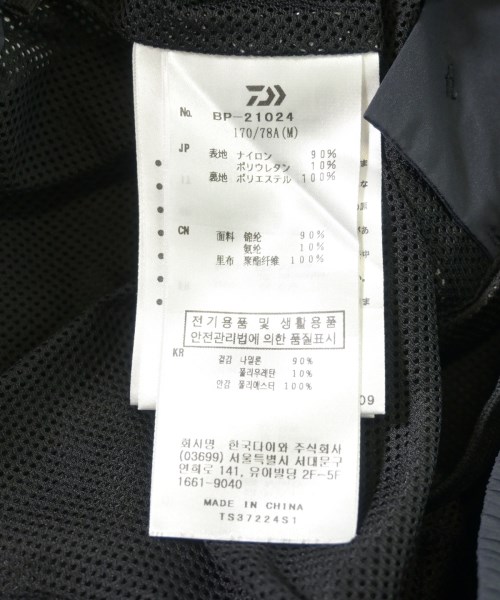 No. BP-21024
170/78A(M)
JP 表地 ナイロン 90%
ポリウレタン 10%
裏地 ポリエステル 100%
CN 面料 锦纶 90%
氨纶 10%
里布 聚酯纤维 100%
전기용품 및 생활용품
안전관리법에 의한 품질표시
KR 겉감 나일론 90%
폴리우레탄 10%
안감 폴리에스터 100%
회사명 한국다이와 주식회사
(03699) 서울특별시 서대문구
연희로 141, 유아빌딩 2F-5F
1661-9040
MADE IN CHINA
TS37224S1
09